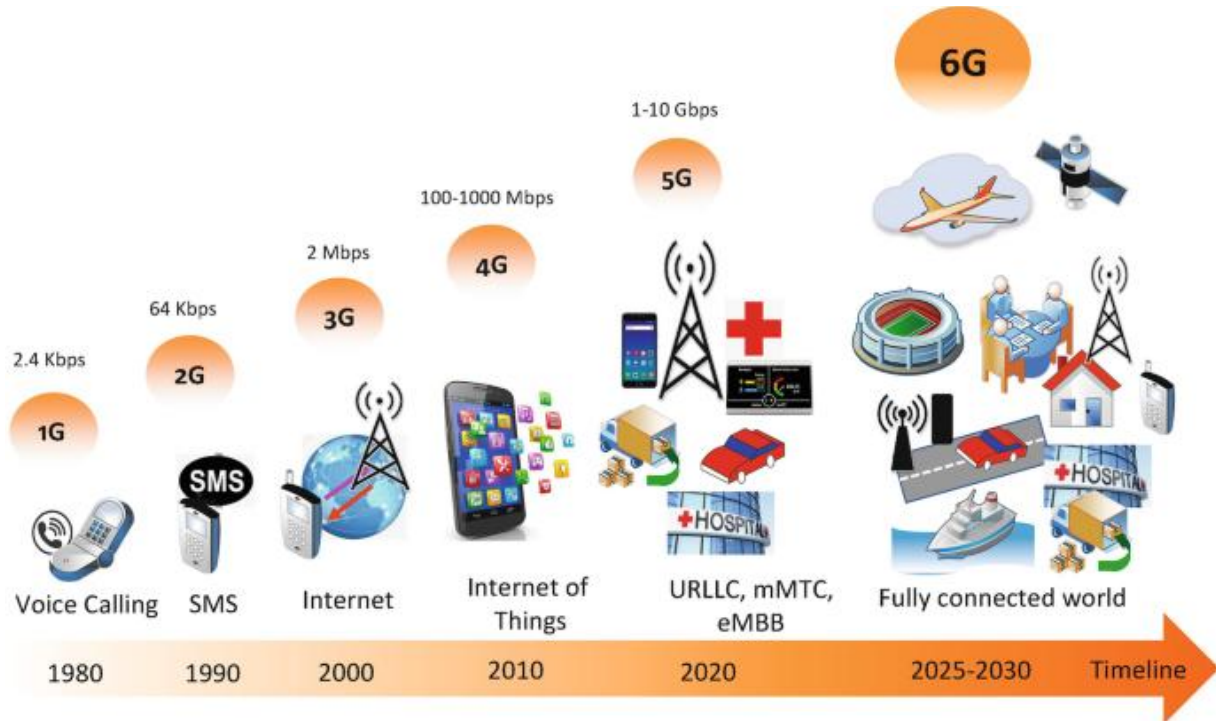 6G
1-10 Gbps
5G
100-1000 Mbps
4G
2 Mbps
3G
64 Kbps
2G
2.4 Kbps
1G
SMS
HOSPITAL
HOSPITAL
Voice Calling
SMS
Internet
Internet of
Things
URLLC, mMTC,
eMBB
Fully connected world
1980
1990
2000
2010
2020
2025-2030
Timeline